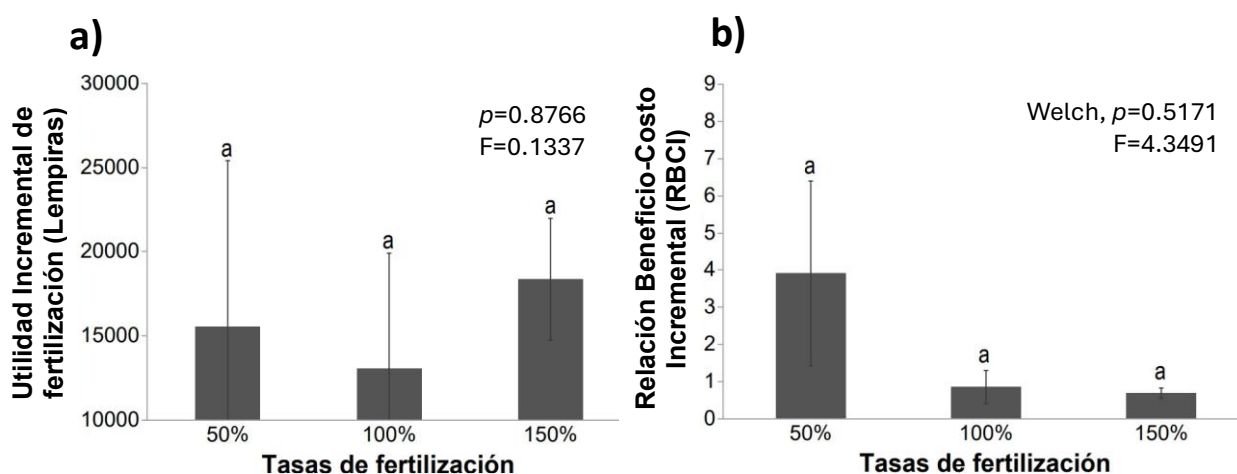 a)
Utilidad Incremental de
fertilización (Lempiras)
30000
25000
20000
15000
10000
p=0.8766
F=0.1337
a
a
a
50%
100%
150%
Tasas de fertilización
b)
Relación Beneficio-Costo
Incremental (RBCI)
9
8
7
6
5
4
3
2
1
0
Welch, p=0.5171
F=4.3491
a
a
a
50%
100%
150%
Tasas de fertilización